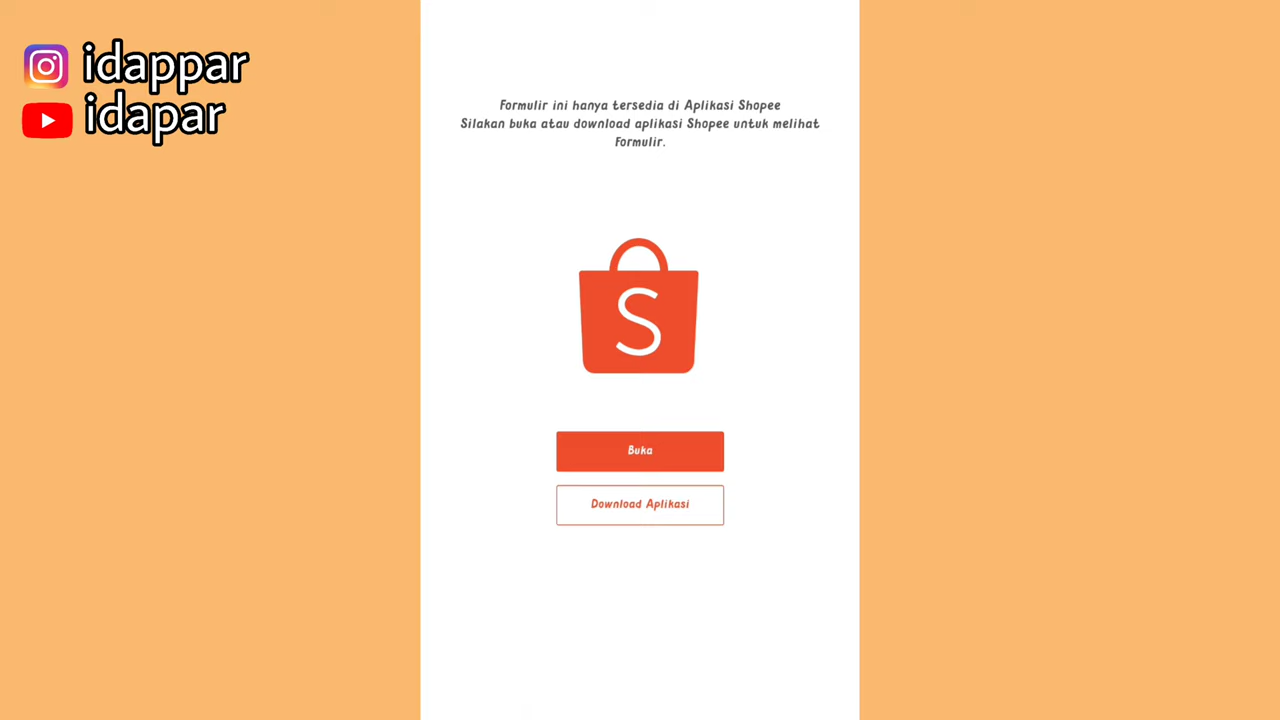 idappar
idapar
Formulir ini hanya tersedia di Aplikasi Shopee
Silakan buka atau download aplikasi Shopee untuk melihat
Formulir.
S
Buka
Download Aplikasi